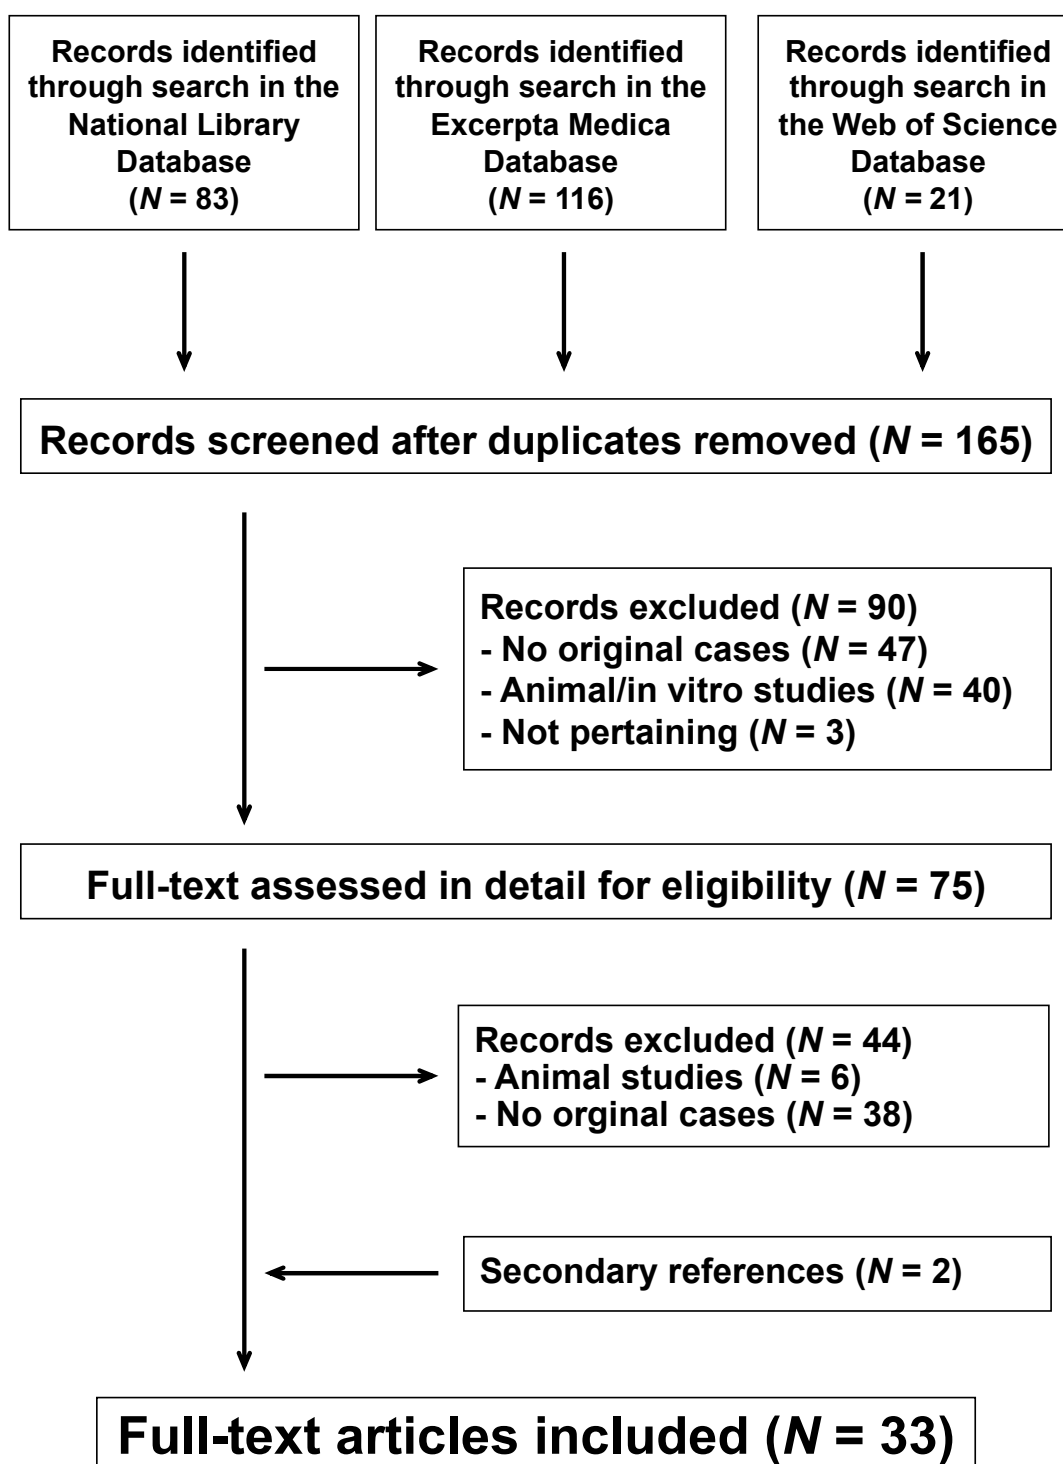 Records identified
through search in the
National Library
Database
(N = 83)
Records identified
through search in the
Excerpta Medica
Database
(N = 116)
Records identified
through search in
the Web of Science
Database
(N = 21)
Records screened after duplicates removed (N = 165)
Records excluded (N = 90)
- No original cases (N = 47)
- Animal/in vitro studies (N = 40)
- Not pertaining (N = 3)
Full-text assessed in detail for eligibility (N = 75)
Records excluded (N = 44)
- Animal studies (N = 6)
- No orginal cases (N = 38)
Secondary references (N = 2)
Full-text articles included (N = 33)